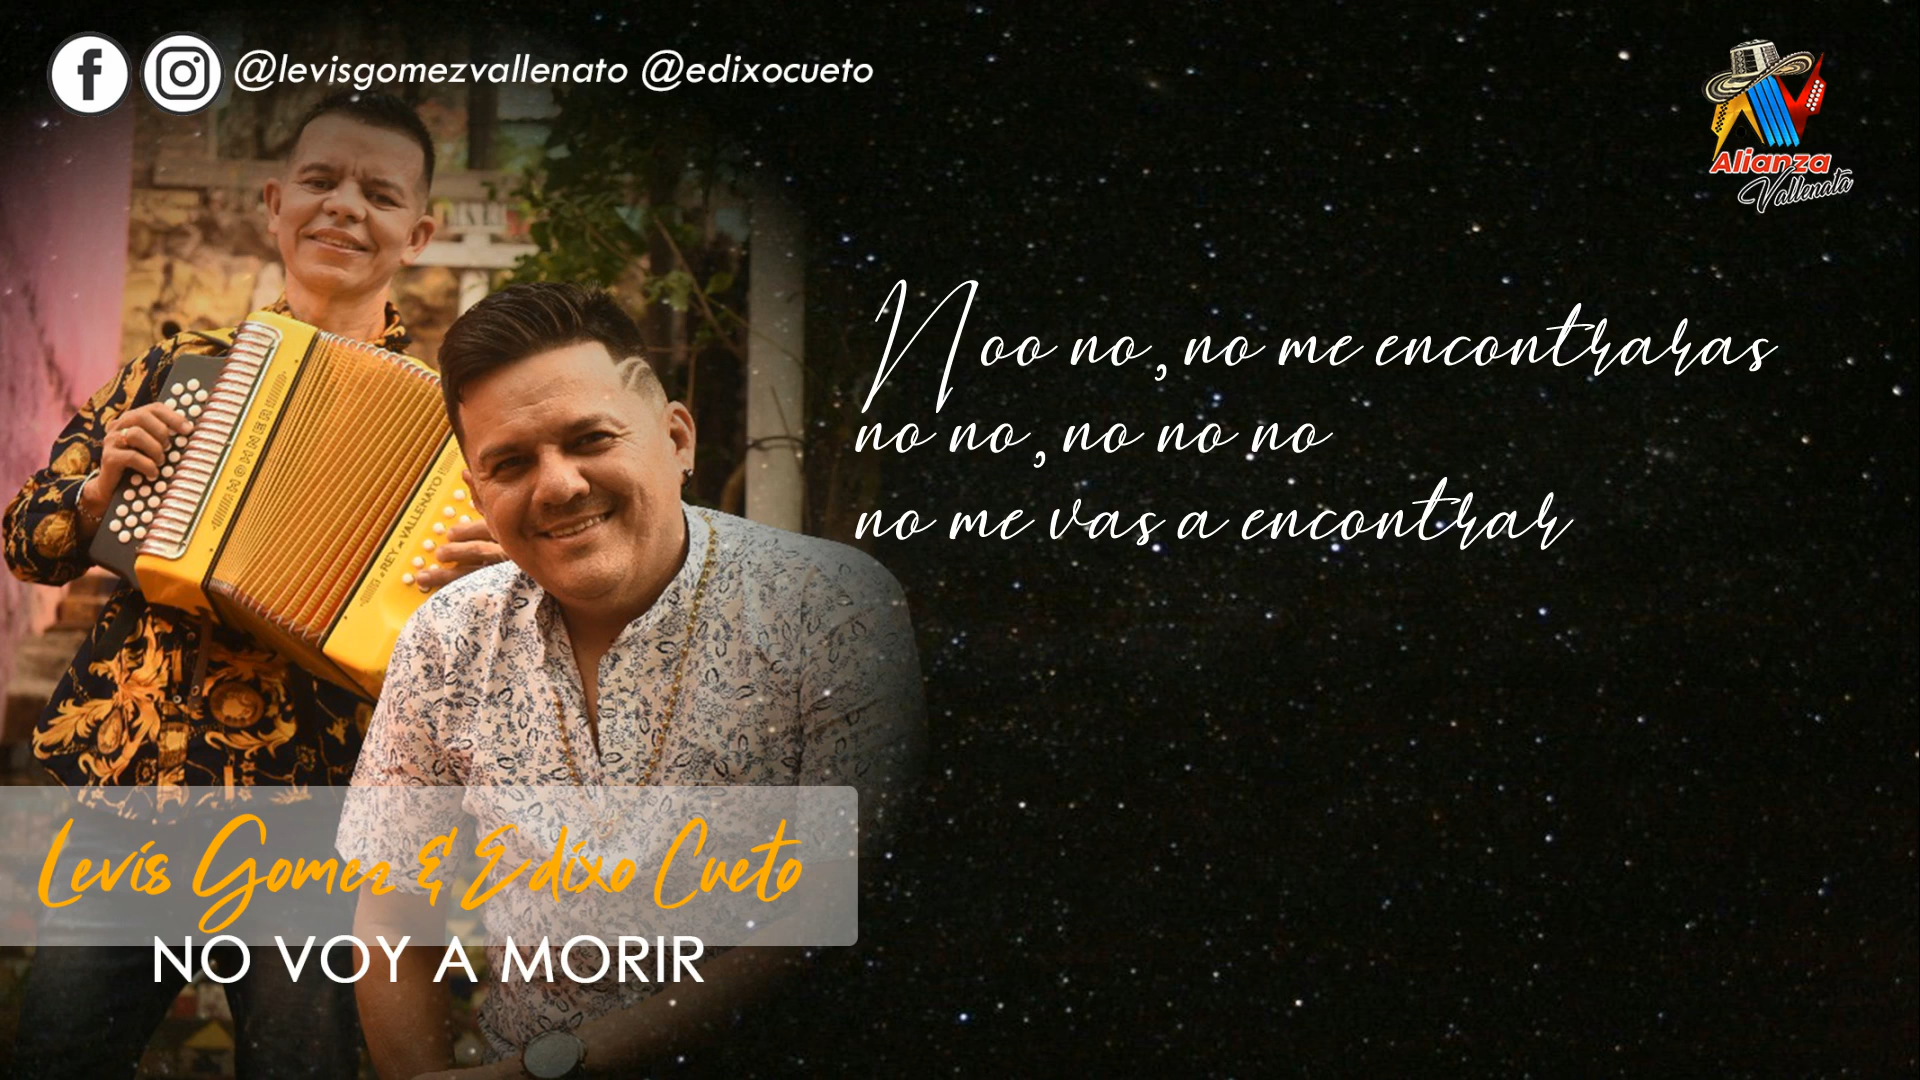 @levisgomezvallenato @edixocueto
Alianza
Vallenata
Noo no, no me encontraras
no no, no no no
no me vas a encontrar
HOHNER
REY DEL VALLENATO
Levis Gomez & Edixo Cueto
NO VOY A MORIR